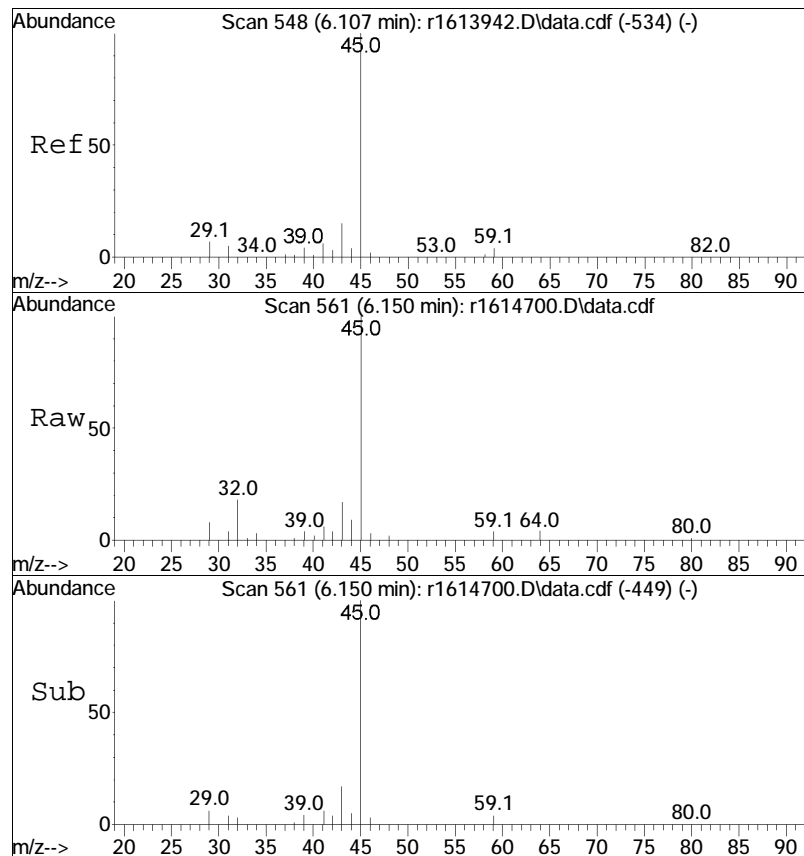 Abundance Scan 548 (6.107 min): r1613942.D\data.cdf (-534) (-)
45.0
Ref 50
29.1 34.0 39.0 53.0 59.1 82.0
0
m/z--> 20 25 30 35 40 45 50 55 60 65 70 75 80 85 90
Abundance Scan 561 (6.150 min): r1614700.D\data.cdf
45.0
Raw 50
32.0 39.0 59.1 64.0 80.0
0
m/z--> 20 25 30 35 40 45 50 55 60 65 70 75 80 85 90
Abundance Scan 561 (6.150 min): r1614700.D\data.cdf (-449) (-)
45.0
Sub 50
29.0 39.0 59.1 80.0
0
m/z--> 20 25 30 35 40 45 50 55 60 65 70 75 80 85 90